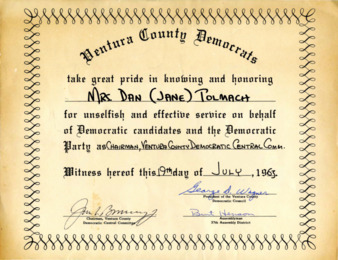 Ventura County Democrats
take great pride in knowing and honoring
Mrs Dan (Jane) Tolmach
for unselfish and effective service on behalf
of Democratic candidates and the Democratic
Party as Chairman, Ventura County Democratic Central Comm.
Witness hereof this 19th day of July, 1963
President of the Ventura County
Democratic Council
Chairman, Ventura County
Democratic Central Committee
Assemblyman
37th Assembly District